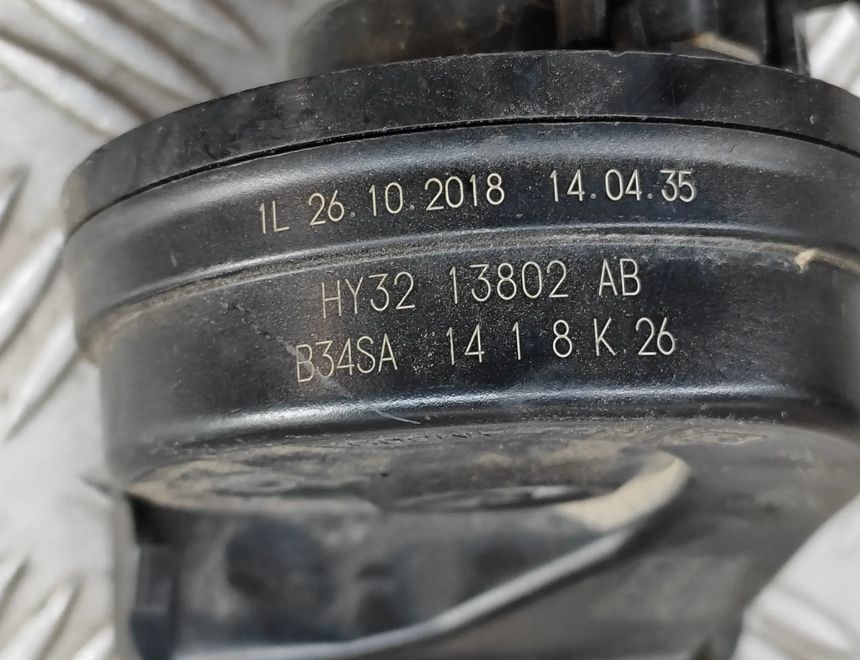 1L 26.10.2018 14.04.35
HY32 13802 AB
B34SA 14 1 8 K 26